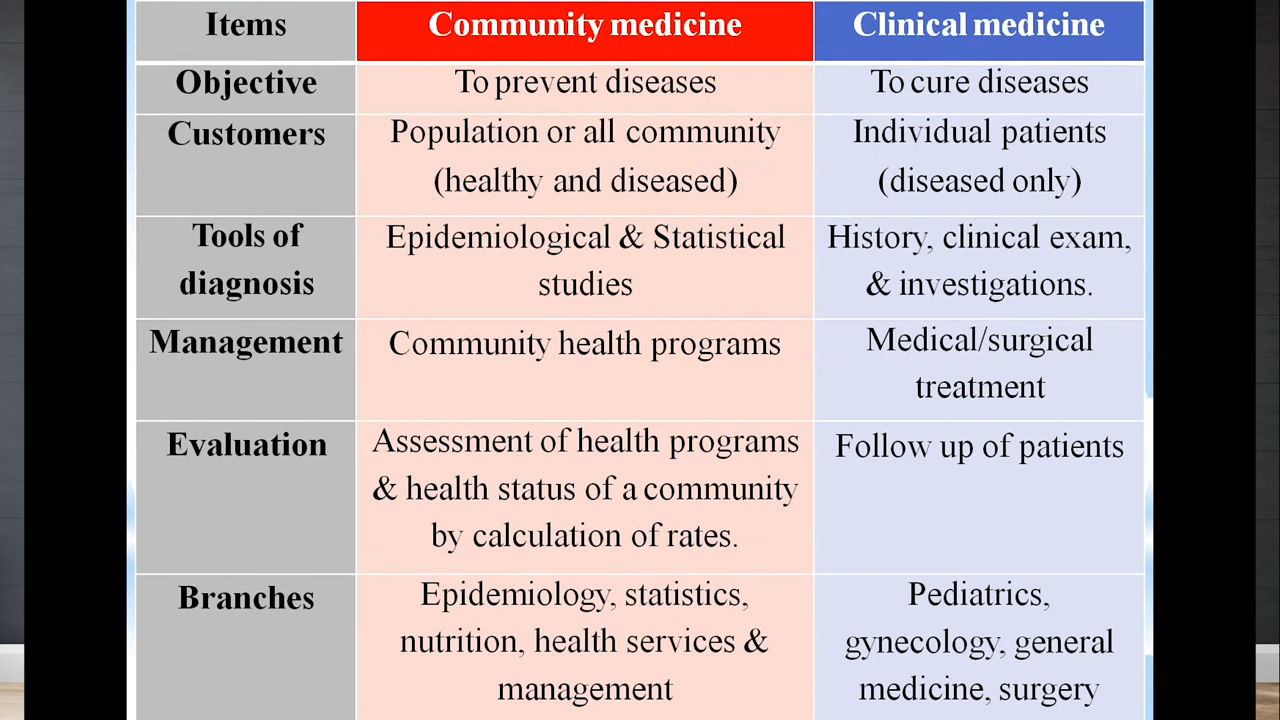 Items
Community medicine
Clinical medicine
Objective
To prevent diseases
To cure diseases
Customers
Population or all community
(healthy and diseased)
Individual patients
(diseased only)
Tools of
diagnosis
Epidemiological & Statistical
studies
History, clinical exam,
& investigations.
Management
Community health programs
Medical/surgical
treatment
Evaluation
Assessment of health programs
& health status of a community
by calculation of rates.
Follow up of patients
Branches
Epidemiology, statistics,
nutrition, health services &
management
Pediatrics,
gynecology, general
medicine, surgery